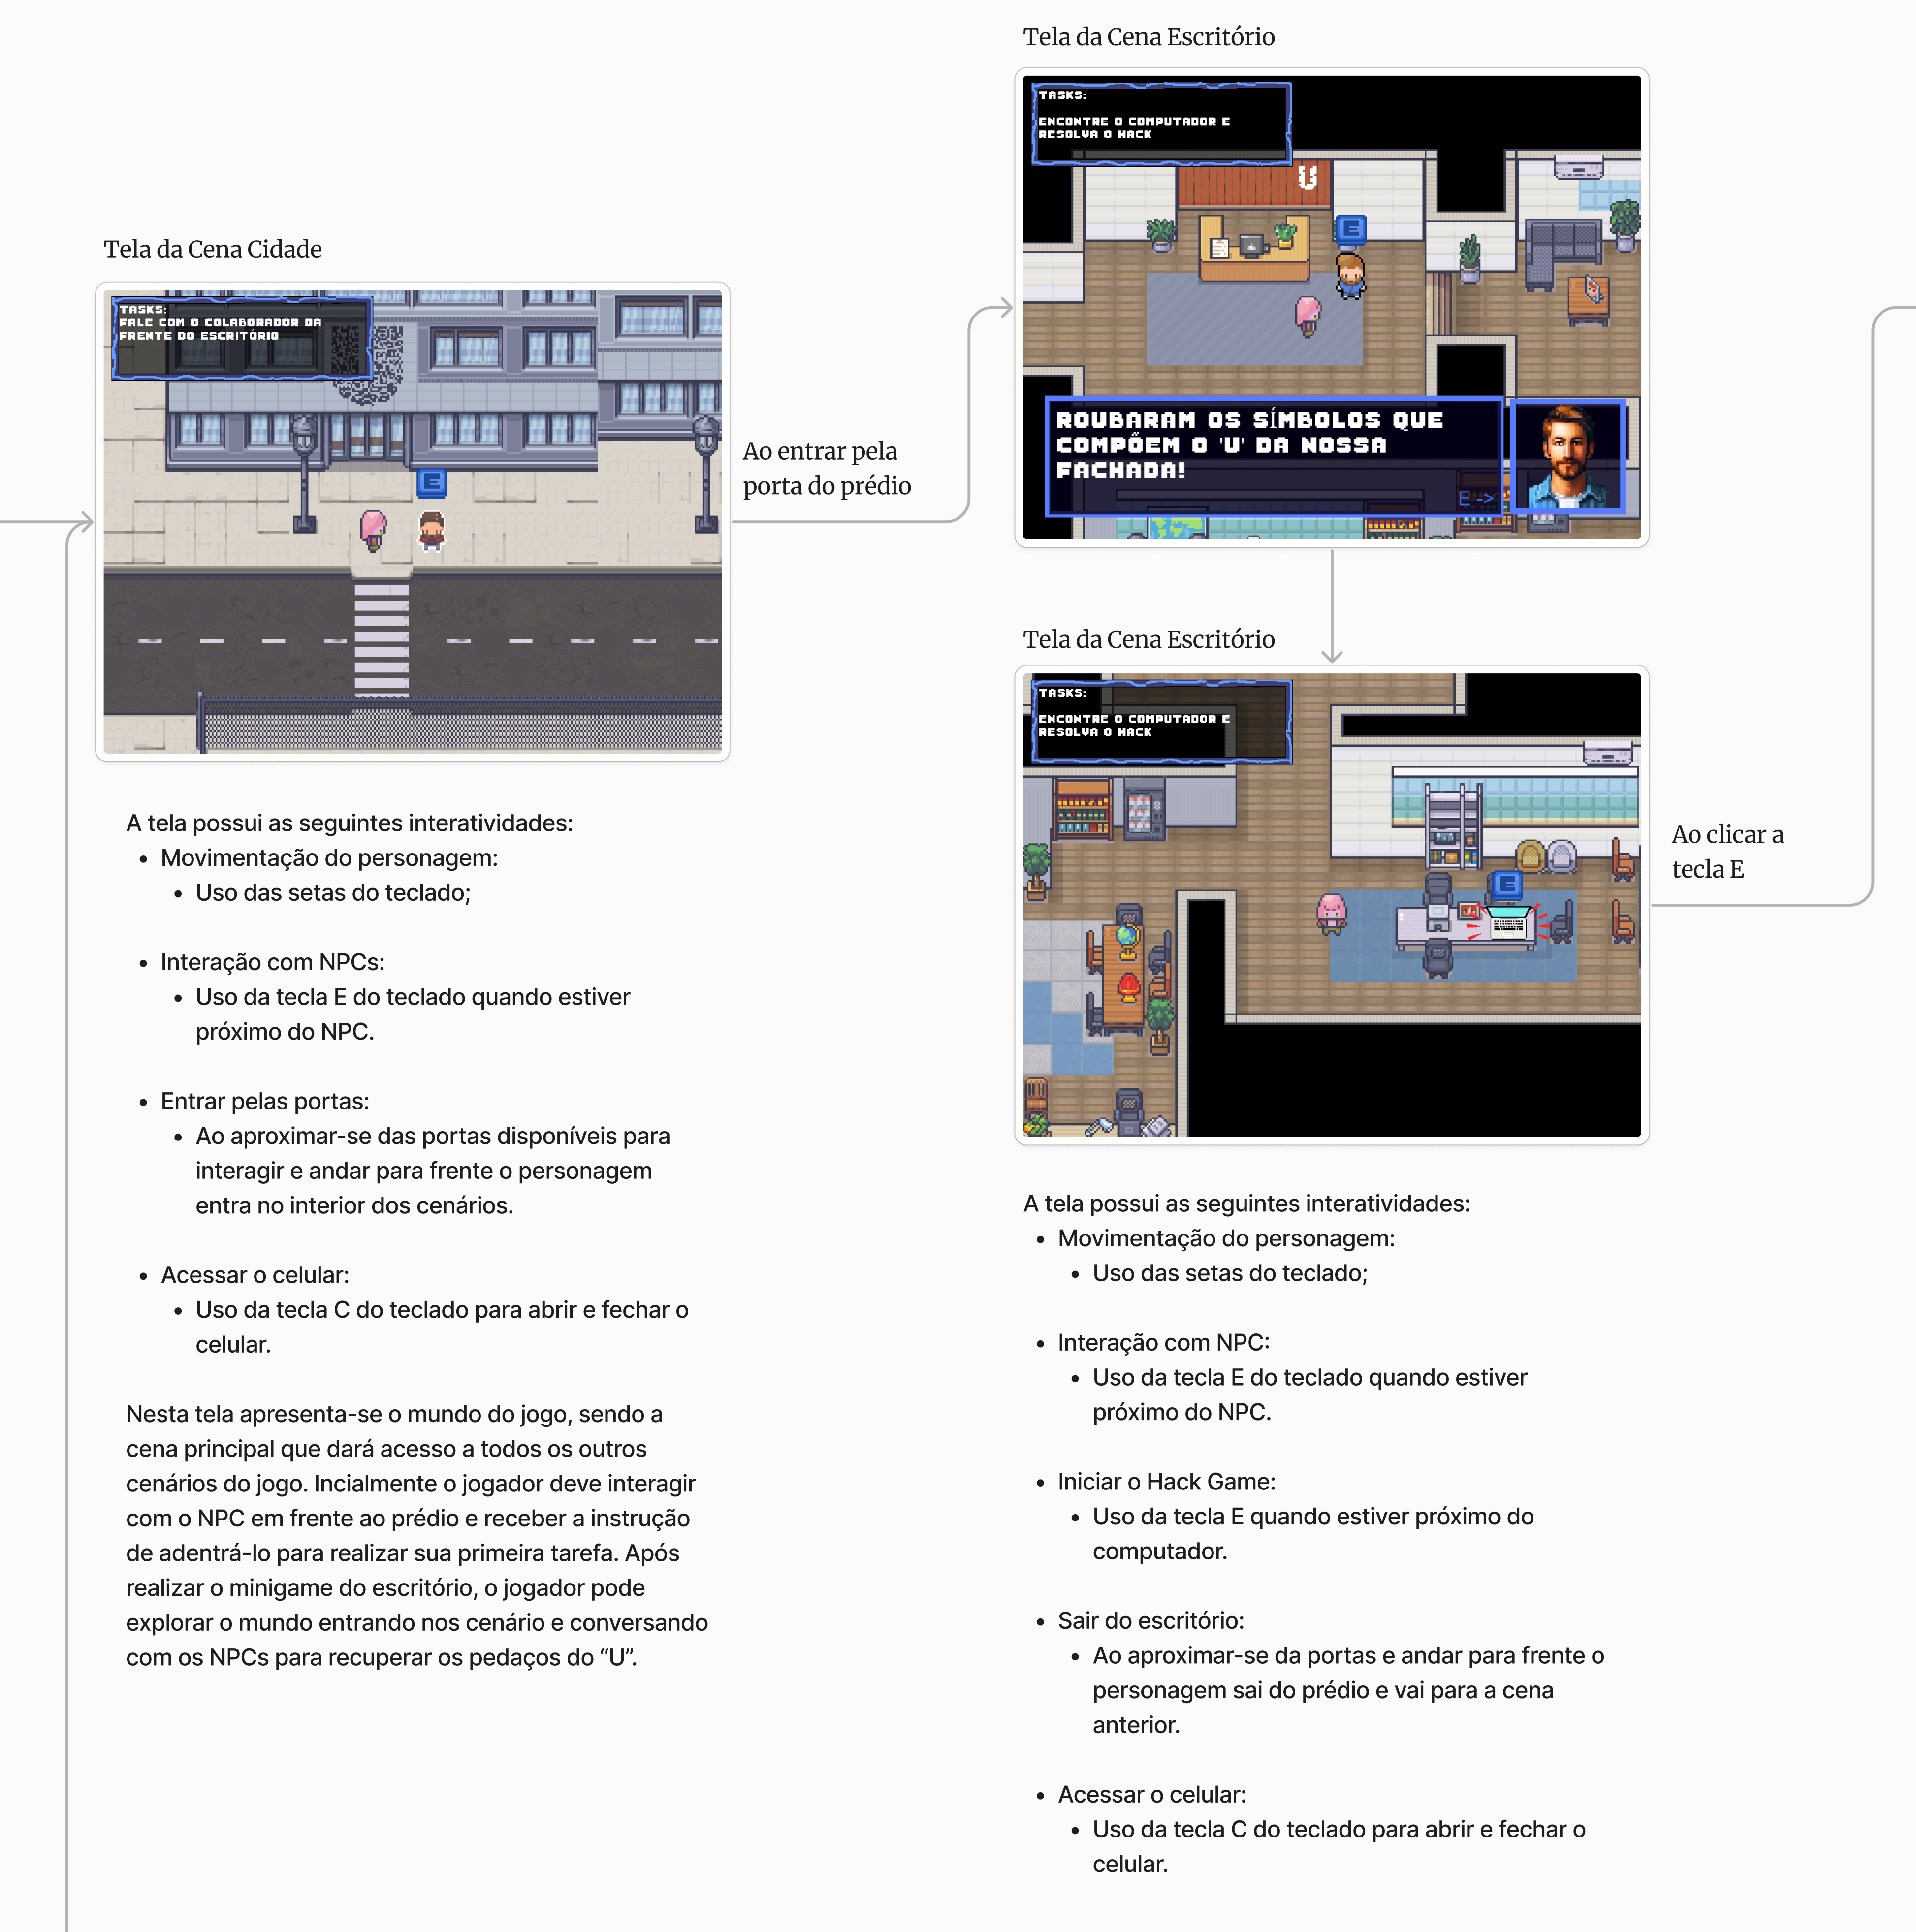 Tela da Cena Cidade
TASKS:
FALE COM O COLABORADOR DA
FRENTE DO ESCRITÓRIO
E
A tela possui as seguintes interatividades:
• Movimentação do personagem:
• Uso das setas do teclado;
• Interação com NPCs:
• Uso da tecla E do teclado quando estiver
próximo do NPC.
• Entrar pelas portas:
• Ao aproximar-se das portas disponíveis para
interagir e andar para frente o personagem
entra no interior dos cenários.
• Acessar o celular:
• Uso da tecla C do teclado para abrir e fechar o
celular.
Nesta tela apresenta-se o mundo do jogo, sendo a
cena principal que dará acesso a todos os outros
cenários do jogo. Incialmente o jogador deve interagir
com o NPC em frente ao prédio e receber a instrução
de adentrá-lo para realizar sua primeira tarefa. Após
realizar o minigame do escritório, o jogador pode
explorar o mundo entrando nos cenário e conversando
com os NPCs para recuperar os pedaços do “U”.
Ao entrar pela
porta do prédio
Tela da Cena Escritório
TASKS:
ENCONTRE O COMPUTADOR E
RESOLVA O HACK
U
E
ROUBARAM OS SÍMBOLOS QUE
COMPÕEM O 'U' DA NOSSA
FACHADA!
E ->
Tela da Cena Escritório
TASKS:
ENCONTRE O COMPUTADOR E
RESOLVA O HACK
E
Ao clicar a
tecla E
A tela possui as seguintes interatividades:
• Movimentação do personagem:
• Uso das setas do teclado;
• Interação com NPC:
• Uso da tecla E do teclado quando estiver
próximo do NPC.
• Iniciar o Hack Game:
• Uso da tecla E quando estiver próximo do
computador.
• Sair do escritório:
• Ao aproximar-se da portas e andar para frente o
personagem sai do prédio e vai para a cena
anterior.
• Acessar o celular:
• Uso da tecla C do teclado para abrir e fechar o
celular.